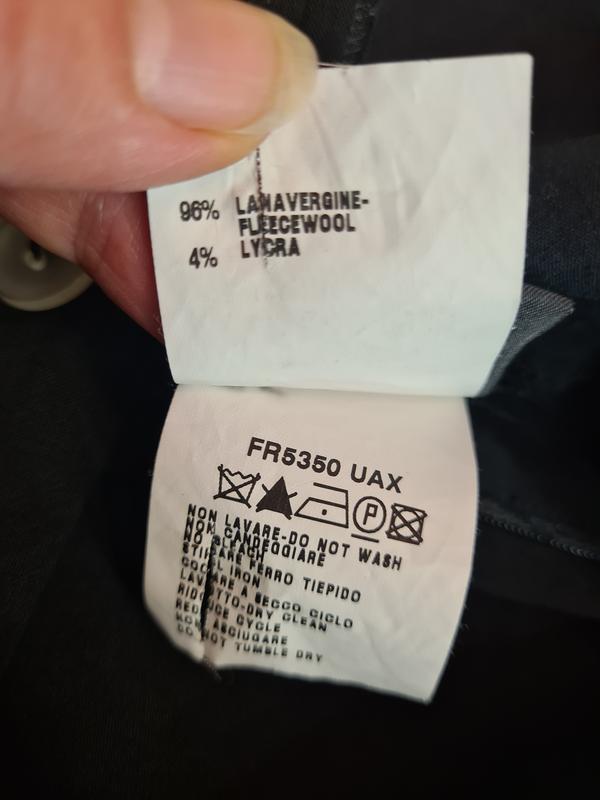 96% LANAVERGINE-
FLEECEWOOL
4% LYCRA
FR5350 UAX
P
NON LAVARE-DO NOT WASH
NON CANDEGGIARE
NO BLEACH
STIRARE FERRO TIEPIDO
COOL IRON
LAVARE A SECCO CICLO
RIDOTTO-DRY CLEAN
REDUCE CYCLE
NON ASCIUGARE
DO NOT TUMBLE DRY